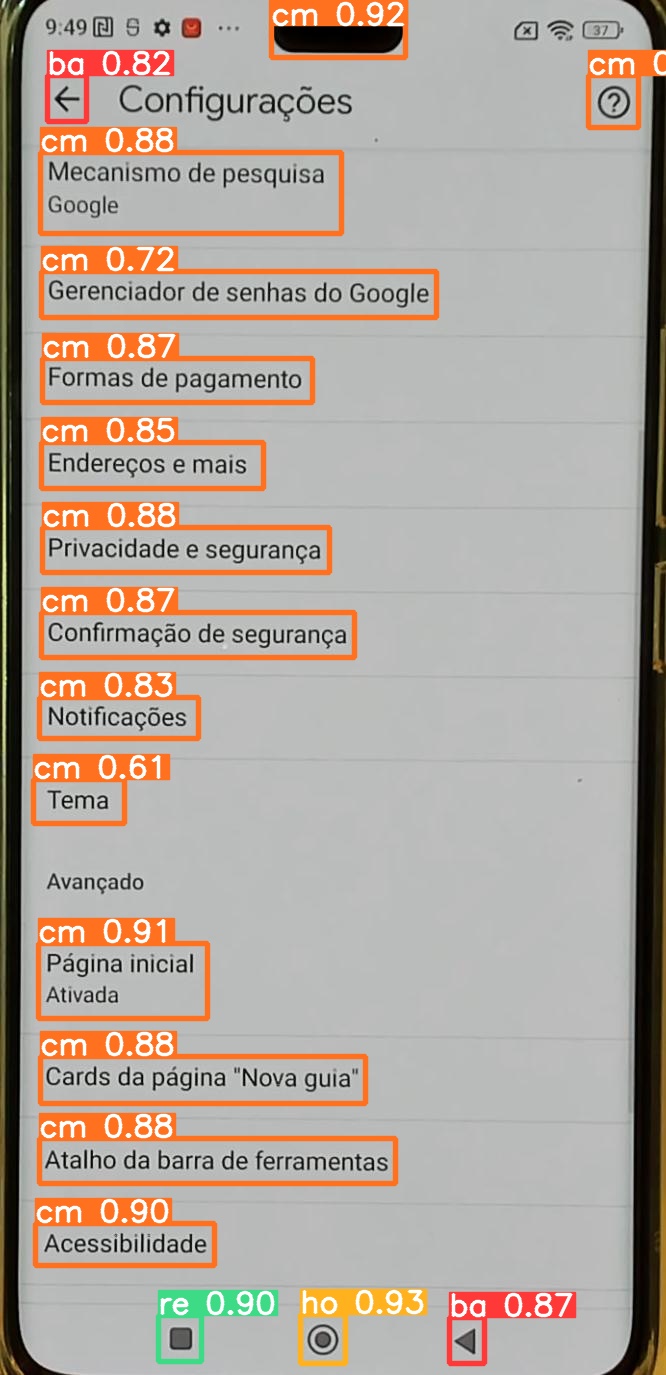 cm 0.92
9:49 ... 37
ba 0.82
cm 0
Configurações
cm 0.88
Mecanismo de pesquisa
Google
cm 0.72
Gerenciador de senhas do Google
cm 0.87
Formas de pagamento
cm 0.85
Endereços e mais
cm 0.88
Privacidade e segurança
cm 0.87
Confirmação de segurança
cm 0.83
Notificações
cm 0.61
Tema
Avançado
cm 0.91
Página inicial
Ativada
cm 0.88
Cards da página "Nova guia"
cm 0.88
Atalho da barra de ferramentas
cm 0.90
Acessibilidade
re 0.90
ho 0.93
ba 0.87